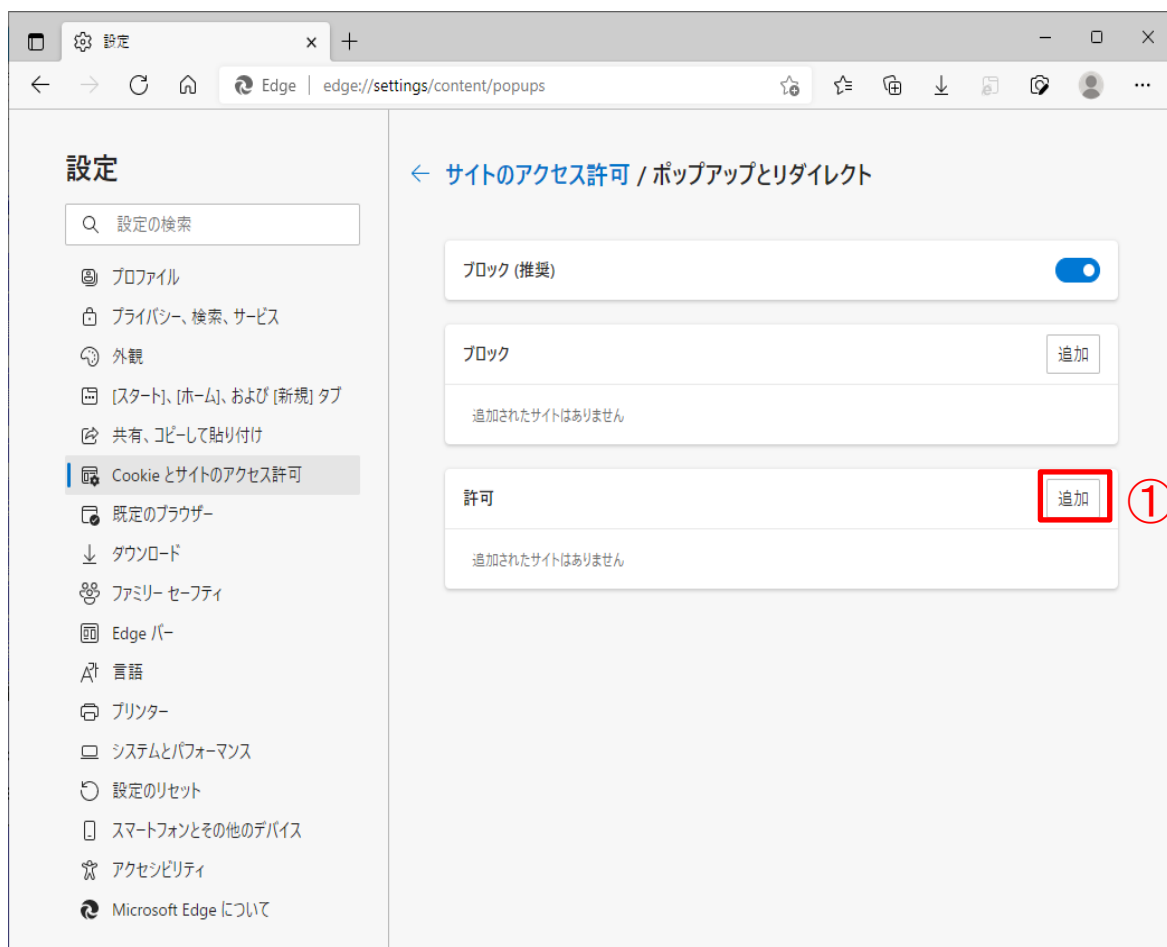 設定
Edge | edge://settings/content/popups
設定
設定の検索
プロファイル
プライバシー、検索、サービス
外観
[スタート]、[ホーム]、および [新規] タブ
共有、コピーして貼り付け
Cookie とサイトのアクセス許可
既定のブラウザー
ダウンロード
ファミリー セーフティ
Edge バー
言語
プリンター
システムとパフォーマンス
設定のリセット
スマートフォンとその他のデバイス
アクセシビリティ
Microsoft Edge について
サイトのアクセス許可 / ポップアップとリダイレクト
ブロック (推奨)
ブロック
追加
追加されたサイトはありません
許可
追加
①
追加されたサイトはありません